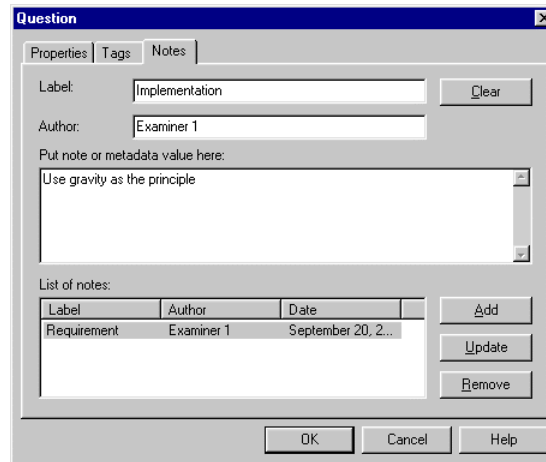 Question
Properties Tags Notes
Label: Implementation Clear
Author: Examiner 1
Put note or metadata value here:
Use gravity as the principle
List of notes:
Label Author Date Add
Requirement Examiner 1 September 20, 2...
Update
Remove
OK Cancel Help